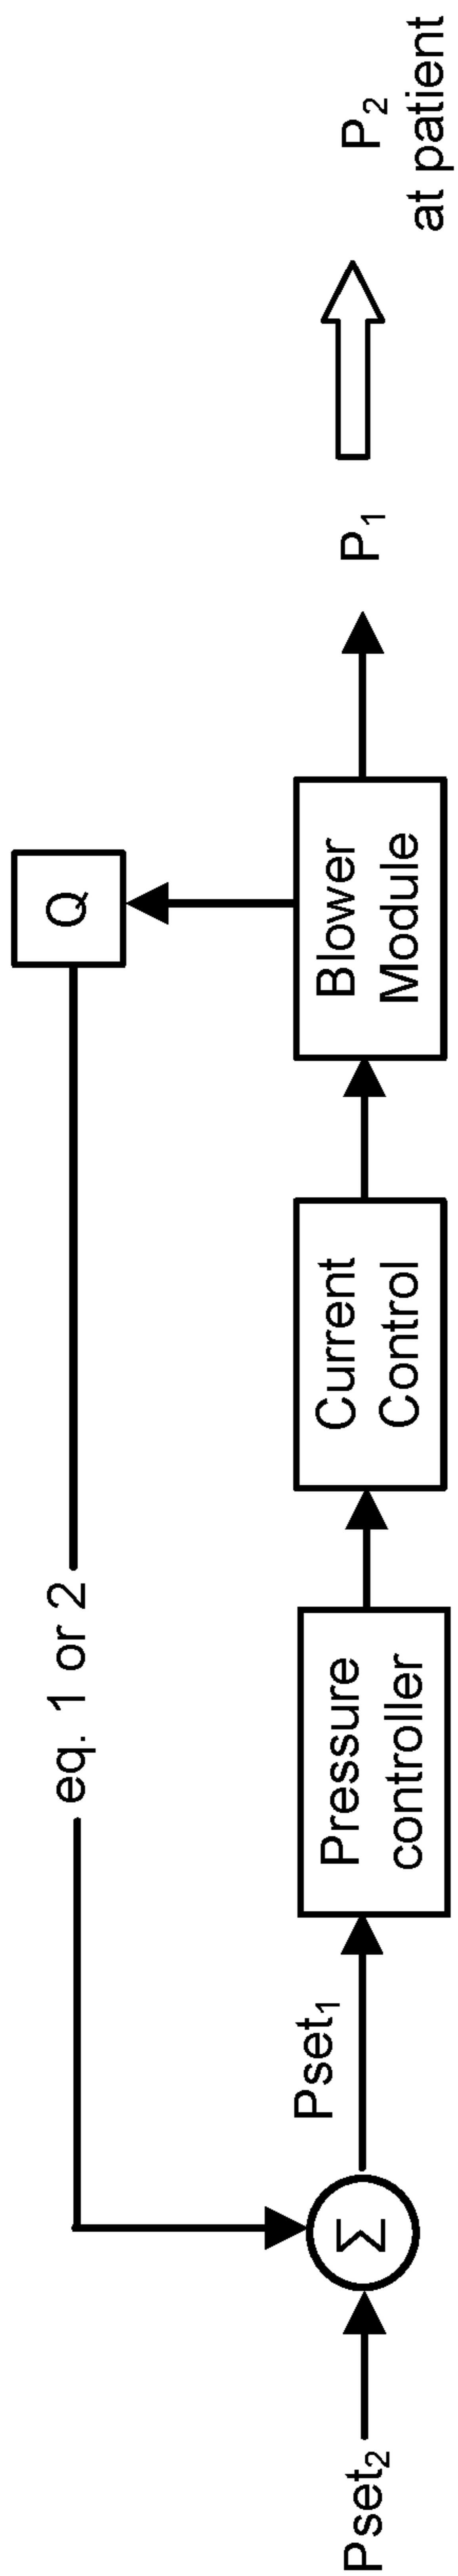 eq. 1 or 2
Q
Pset₂
Σ
Pset₁
Pressure
controller
Current
Control
Blower
Module
P₁
P₂
at patient